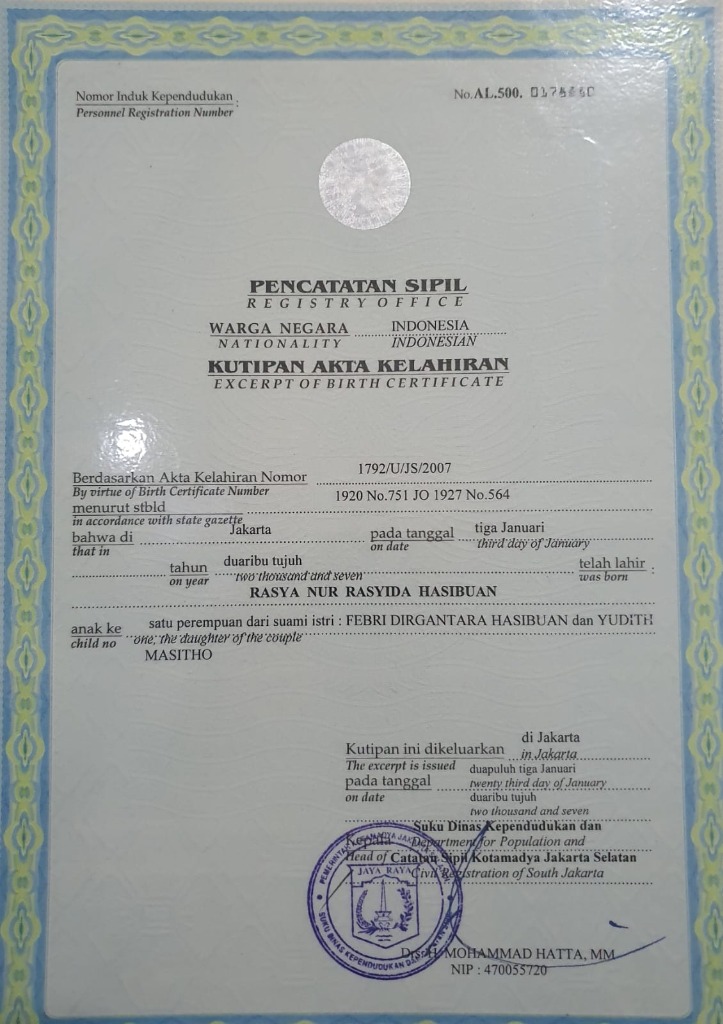 Nomor Induk Kependudukan :
Personnel Registration Number
No.AL.500.
PENCATATAN SIPIL
REGISTRY OFFICE
WARGA NEGARA INDONESIA
NATIONALITY INDONESIAN
KUTIPAN AKTA KELAHIRAN
EXCERPT OF BIRTH CERTIFICATE
Berdasarkan Akta Kelahiran Nomor 1792/U/JS/2007
By virtue of Birth Certificate Number
menurut stbld 1920 No.751 JO 1927 No.564
in accordance with state gazette
bahwa di Jakarta pada tanggal tiga Januari
that in on date third day of January
tahun duaribu tujuh telah lahir :
on year two thousand and seven was born
RASYA NUR RASYIDA HASIBUAN
anak ke satu perempuan dari suami istri : FEBRI DIRGANTARA HASIBUAN dan YUDITH
child no one, the daughter of the couple
MASITHO
Kutipan ini dikeluarkan di Jakarta
The excerpt is issued in Jakarta
pada tanggal duapuluh tiga Januari
on date twenty third day of January
duaribu tujuh
two thousand and seven
Kepala Suku Dinas Kependudukan dan
Department for Population and
Head of Catatan Sipil Kotamadya Jakarta Selatan
Civil Registration of South Jakarta
JAYA RAYA
SUKU DINAS KEPENDUDUKAN DAN
MOHAMMAD HATTA, MM
NIP : 470055720